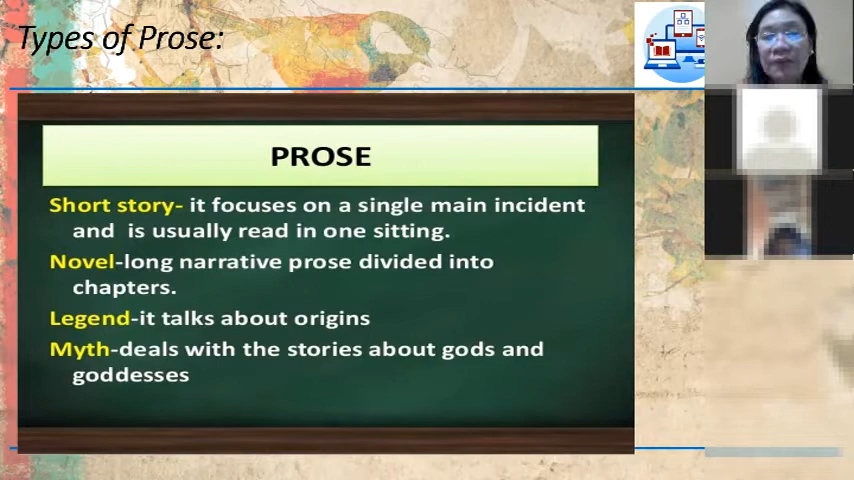 Types of Prose:
PROSE
Short story- it focuses on a single main incident
and is usually read in one sitting.
Novel-long narrative prose divided into
chapters.
Legend-it talks about origins
Myth-deals with the stories about gods and
goddesses